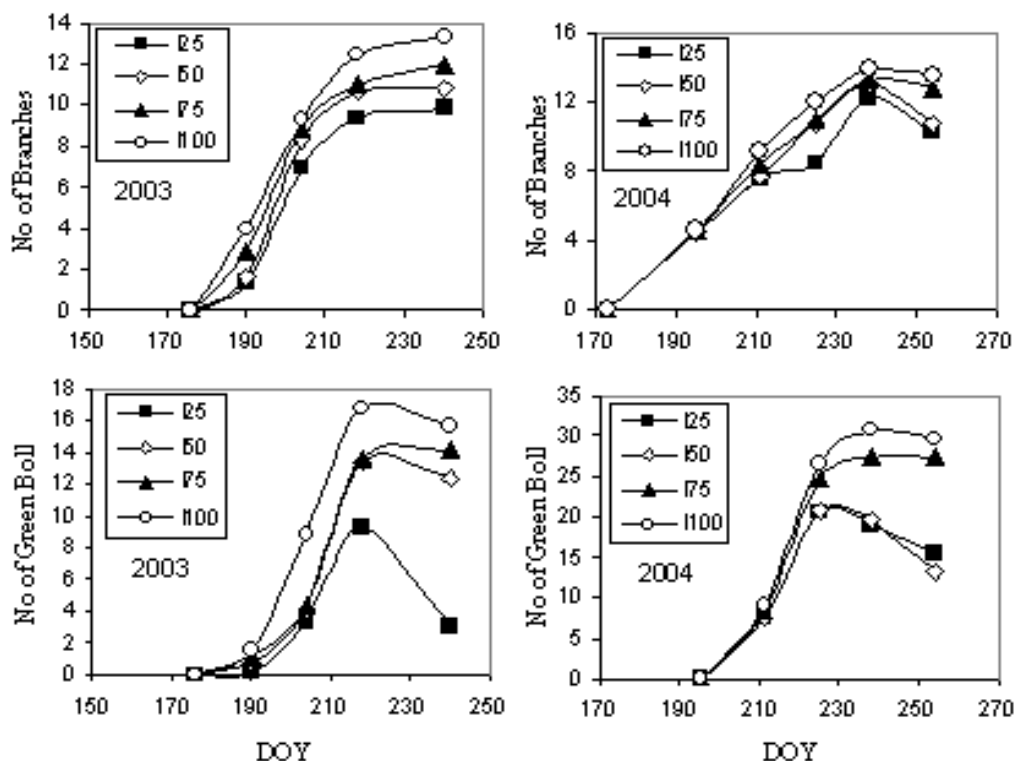 No of Branches
14
12
10
8
6
4
2
0
I25
I50
I75
I100
2003
150 170 190 210 230 250
No of Branches
16
12
8
4
0
I25
I50
I75
I100
2004
170 190 210 230 250 270
No of Green Boll
18
16
14
12
10
8
6
4
2
0
I25
I50
I75
I100
2003
150 170 190 210 230 250
DOY
No of Green Boll
35
30
25
20
15
10
5
0
I25
I50
I75
I100
2004
170 190 210 230 250 270
DOY